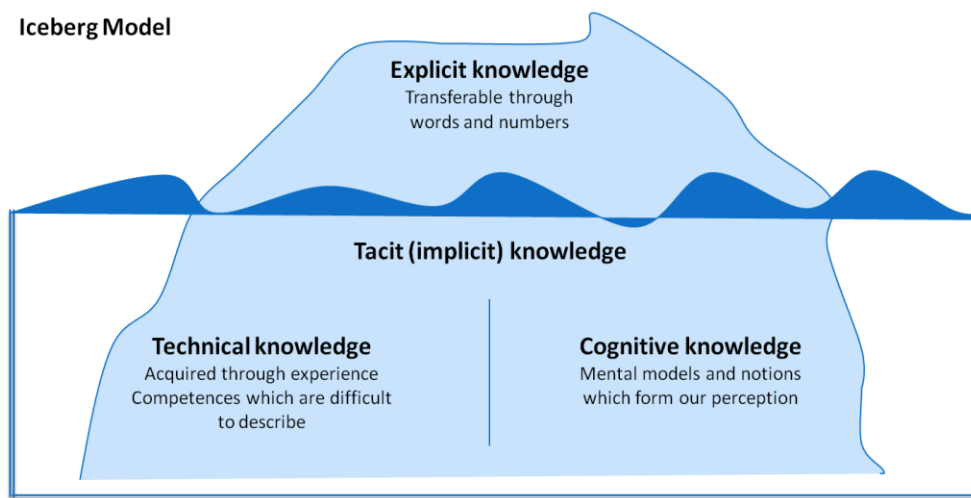 Iceberg Model
Explicit knowledge
Transferable through
words and numbers
Tacit (implicit) knowledge
Technical knowledge
Acquired through experience
Competences which are difficult
to describe
Cognitive knowledge
Mental models and notions
which form our perception